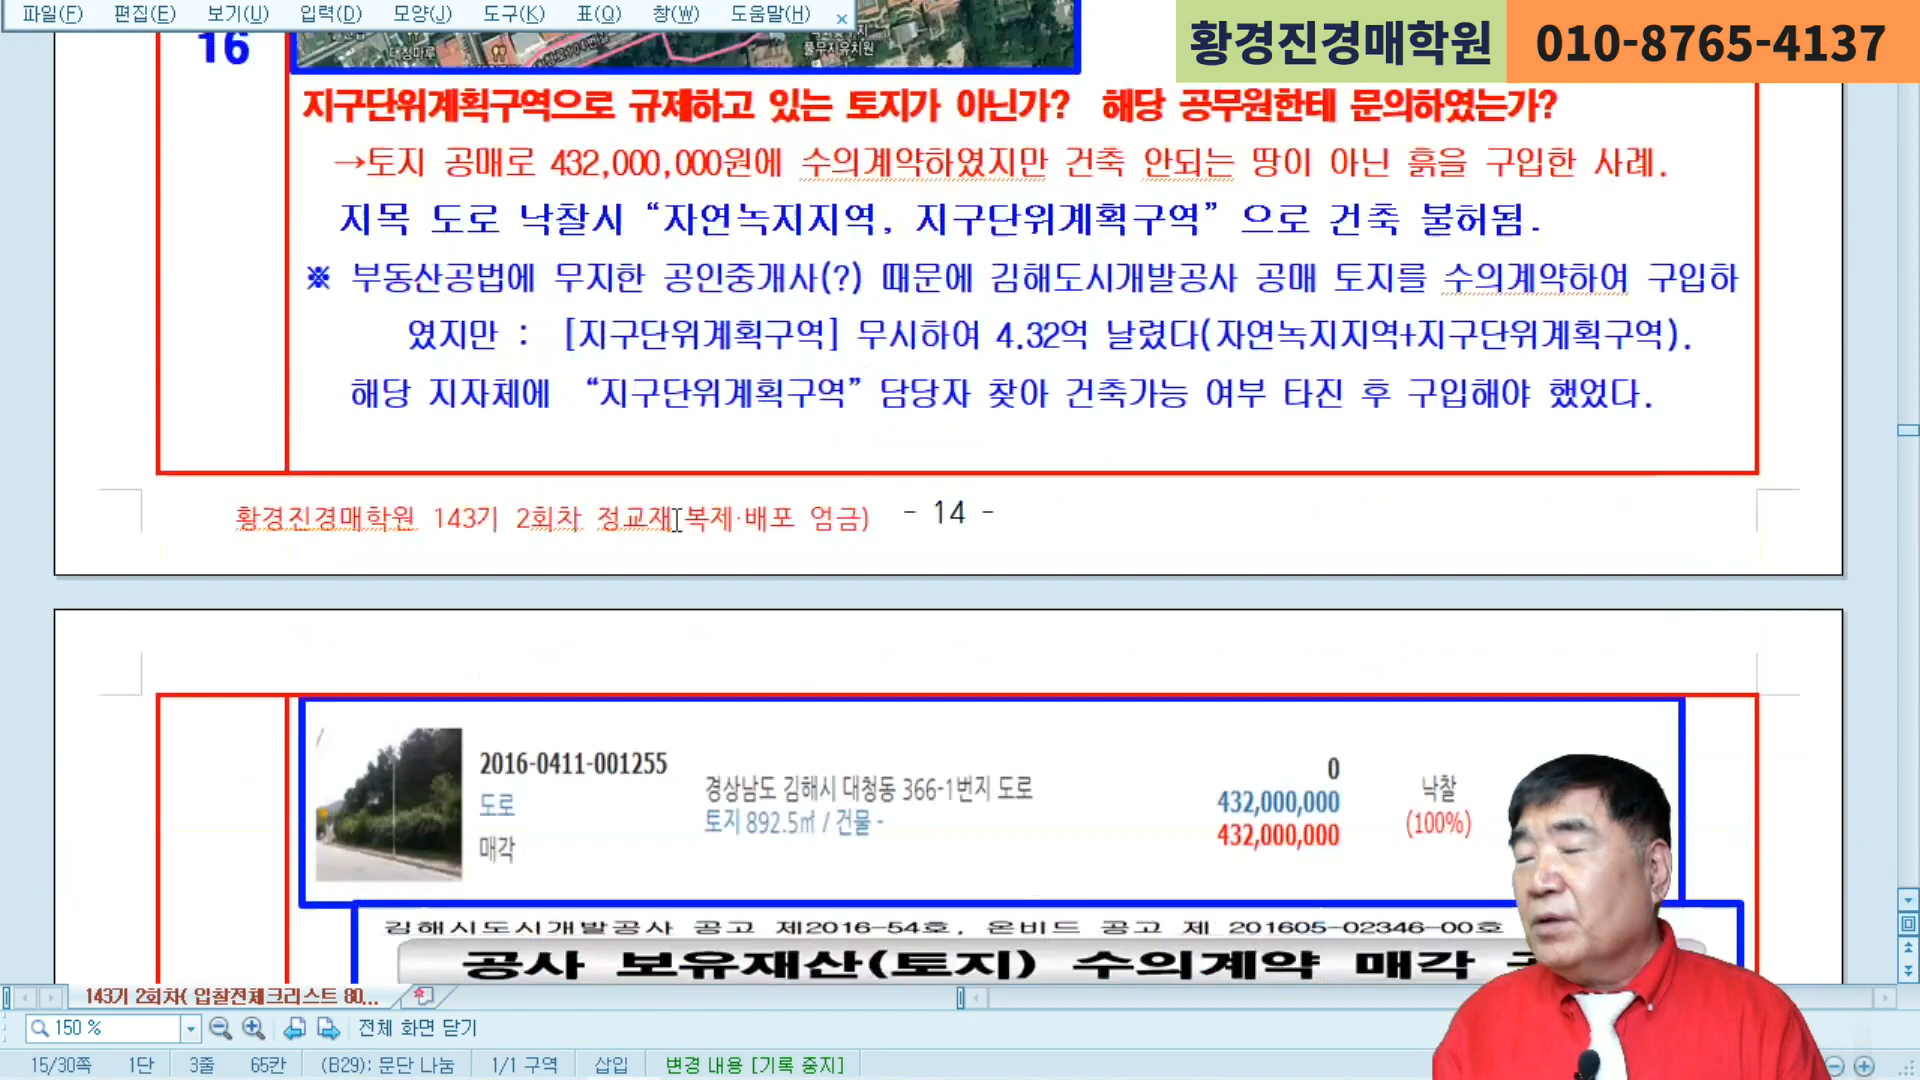 파일(F) 편집(E) 보기(U) 입력(D) 모양(J) 도구(K) 표(Q) 창(W) 도움말(H) x
황경진경매학원 010-8765-4137
16
대청마루
풀무지유치원
지구단위계획구역으로 규제하고 있는 토지가 아닌가? 해당 공무원한테 문의하였는가?
→토지 공매로 432,000,000원에 수의계약하였지만 건축 안되는 땅이 아닌 흙을 구입한 사례.
지목 도로 낙찰시 “자연녹지지역, 지구단위계획구역” 으로 건축 불허됨.
※ 부동산공법에 무지한 공인중개사(?) 때문에 김해도시개발공사 공매 토지를 수의계약하여 구입하
였지만 : [지구단위계획구역] 무시하여 4.32억 날렸다(자연녹지지역+지구단위계획구역).
해당 지자체에 “지구단위계획구역” 담당자 찾아 건축가능 여부 타진 후 구입해야 했었다.
황경진경매학원 143기 2회차 정교재(복제·배포 엄금) - 14 -
2016-0411-001255
도로
매각
경상남도 김해시 대청동 366-1번지 도로
토지 892.5㎡ / 건물 -
0
432,000,000
432,000,000
낙찰
(100%)
김해시도시개발공사 공고 제2016-54호, 온비드 공고 제 201605-02346-00호
공사 보유재산(토지) 수의계약 매각
143기 2회차( 입찰전체크리스트 80...
150 % 전체 화면 닫기
15/30쪽 1단 3줄 65칸 (B29): 문단 나눔 1/1 구역 삽입 변경 내용 [기록 중지]